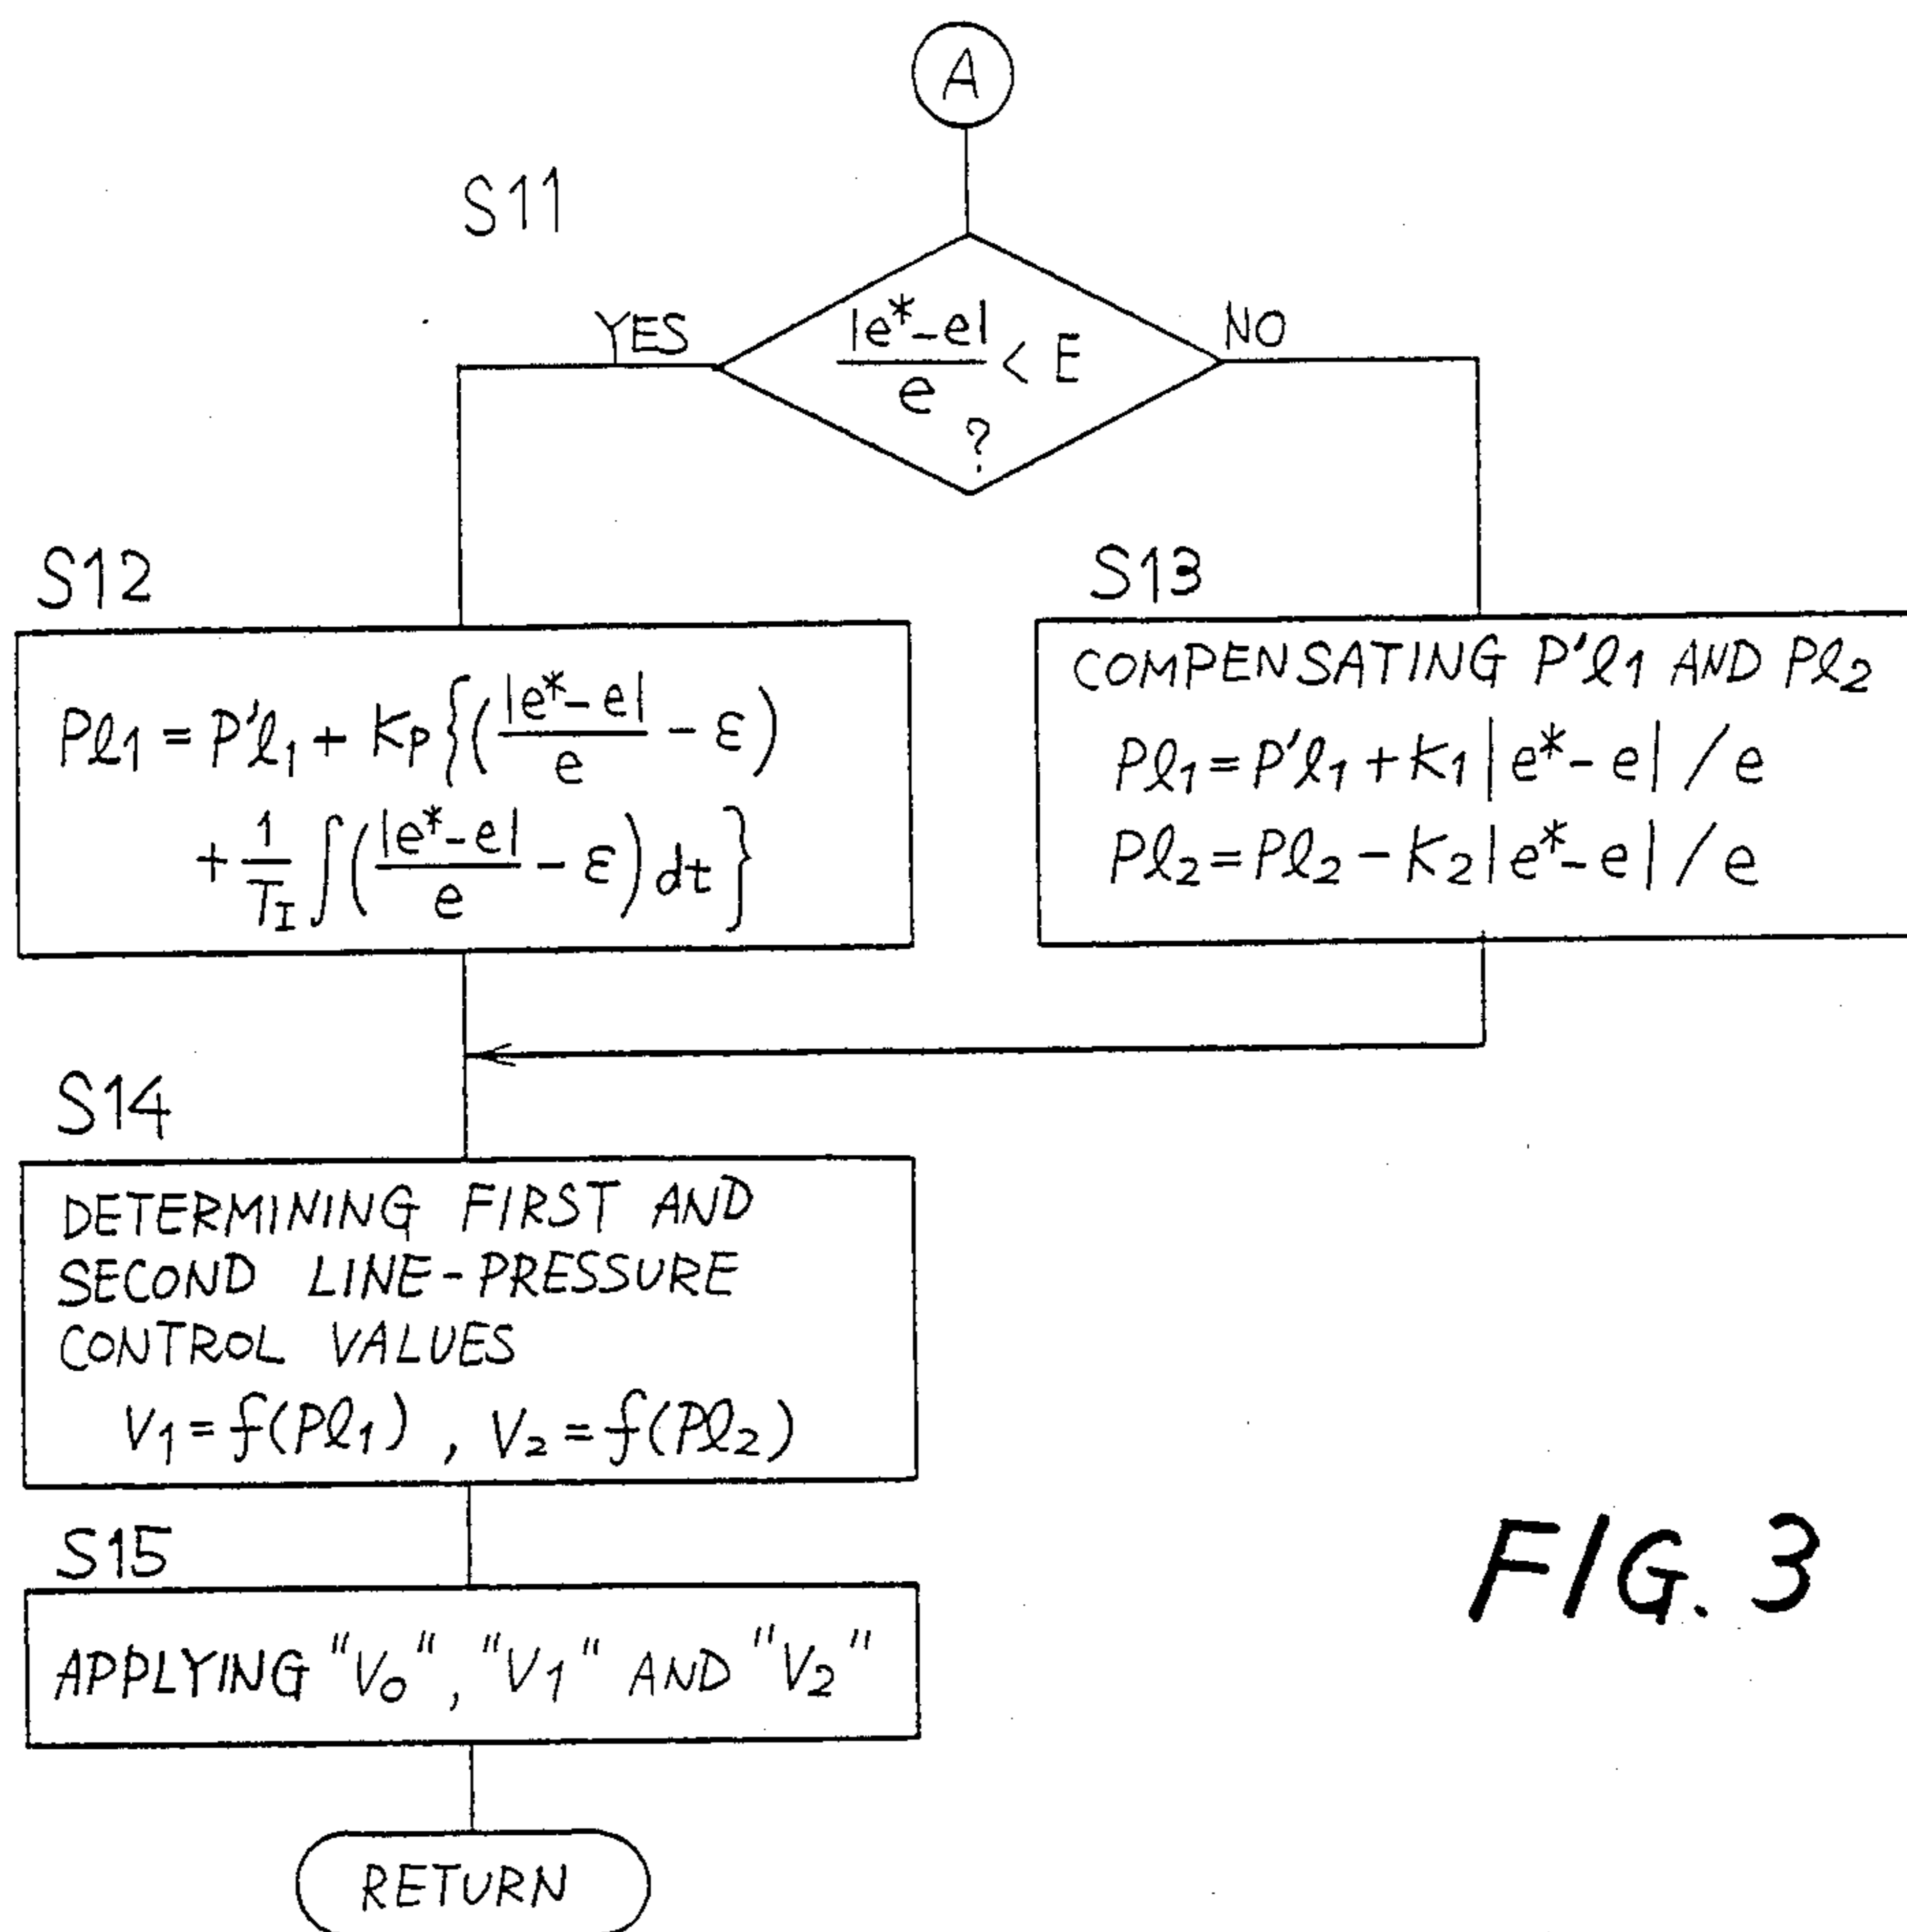 A
S11
YES
|e*-e|/e < E
?
NO
S12
Pℓ1 = P'ℓ1 + KP{(|e*-e|/e - ε)
+ 1/TI ∫(|e*-e|/e - ε)dt}
S13
COMPENSATING P'ℓ1 AND Pℓ2
Pℓ1 = P'ℓ1 + K1|e*-e| / e
Pℓ2 = Pℓ2 - K2|e*-e| / e
S14
DETERMINING FIRST AND
SECOND LINE-PRESSURE
CONTROL VALUES
V1 = f(Pℓ1) , V2 = f(Pℓ2)
S15
APPLYING "V0", "V1" AND "V2"
RETURN
FIG. 3